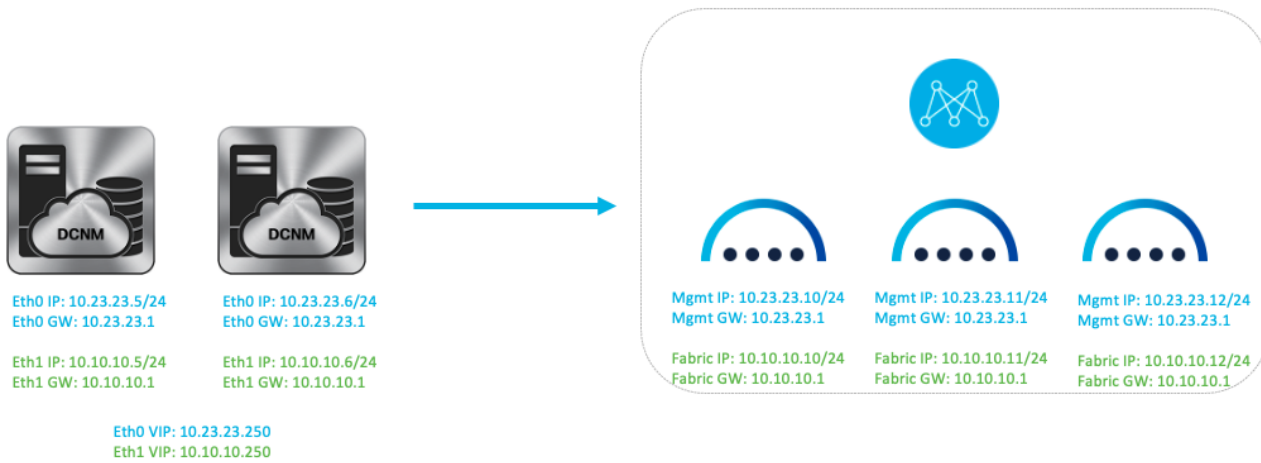 DCNM
DCNM
Eth0 IP: 10.23.23.5/24
Eth0 GW: 10.23.23.1
Eth1 IP: 10.10.10.5/24
Eth1 GW: 10.10.10.1
Eth0 IP: 10.23.23.6/24
Eth0 GW: 10.23.23.1
Eth1 IP: 10.10.10.6/24
Eth1 GW: 10.10.10.1
Eth0 VIP: 10.23.23.250
Eth1 VIP: 10.10.10.250
Mgmt IP: 10.23.23.10/24
Mgmt GW: 10.23.23.1
Fabric IP: 10.10.10.10/24
Fabric GW: 10.10.10.1
Mgmt IP: 10.23.23.11/24
Mgmt GW: 10.23.23.1
Fabric IP: 10.10.10.11/24
Fabric GW: 10.10.10.1
Mgmt IP: 10.23.23.12/24
Mgmt GW: 10.23.23.1
Fabric IP: 10.10.10.12/24
Fabric GW: 10.10.10.1